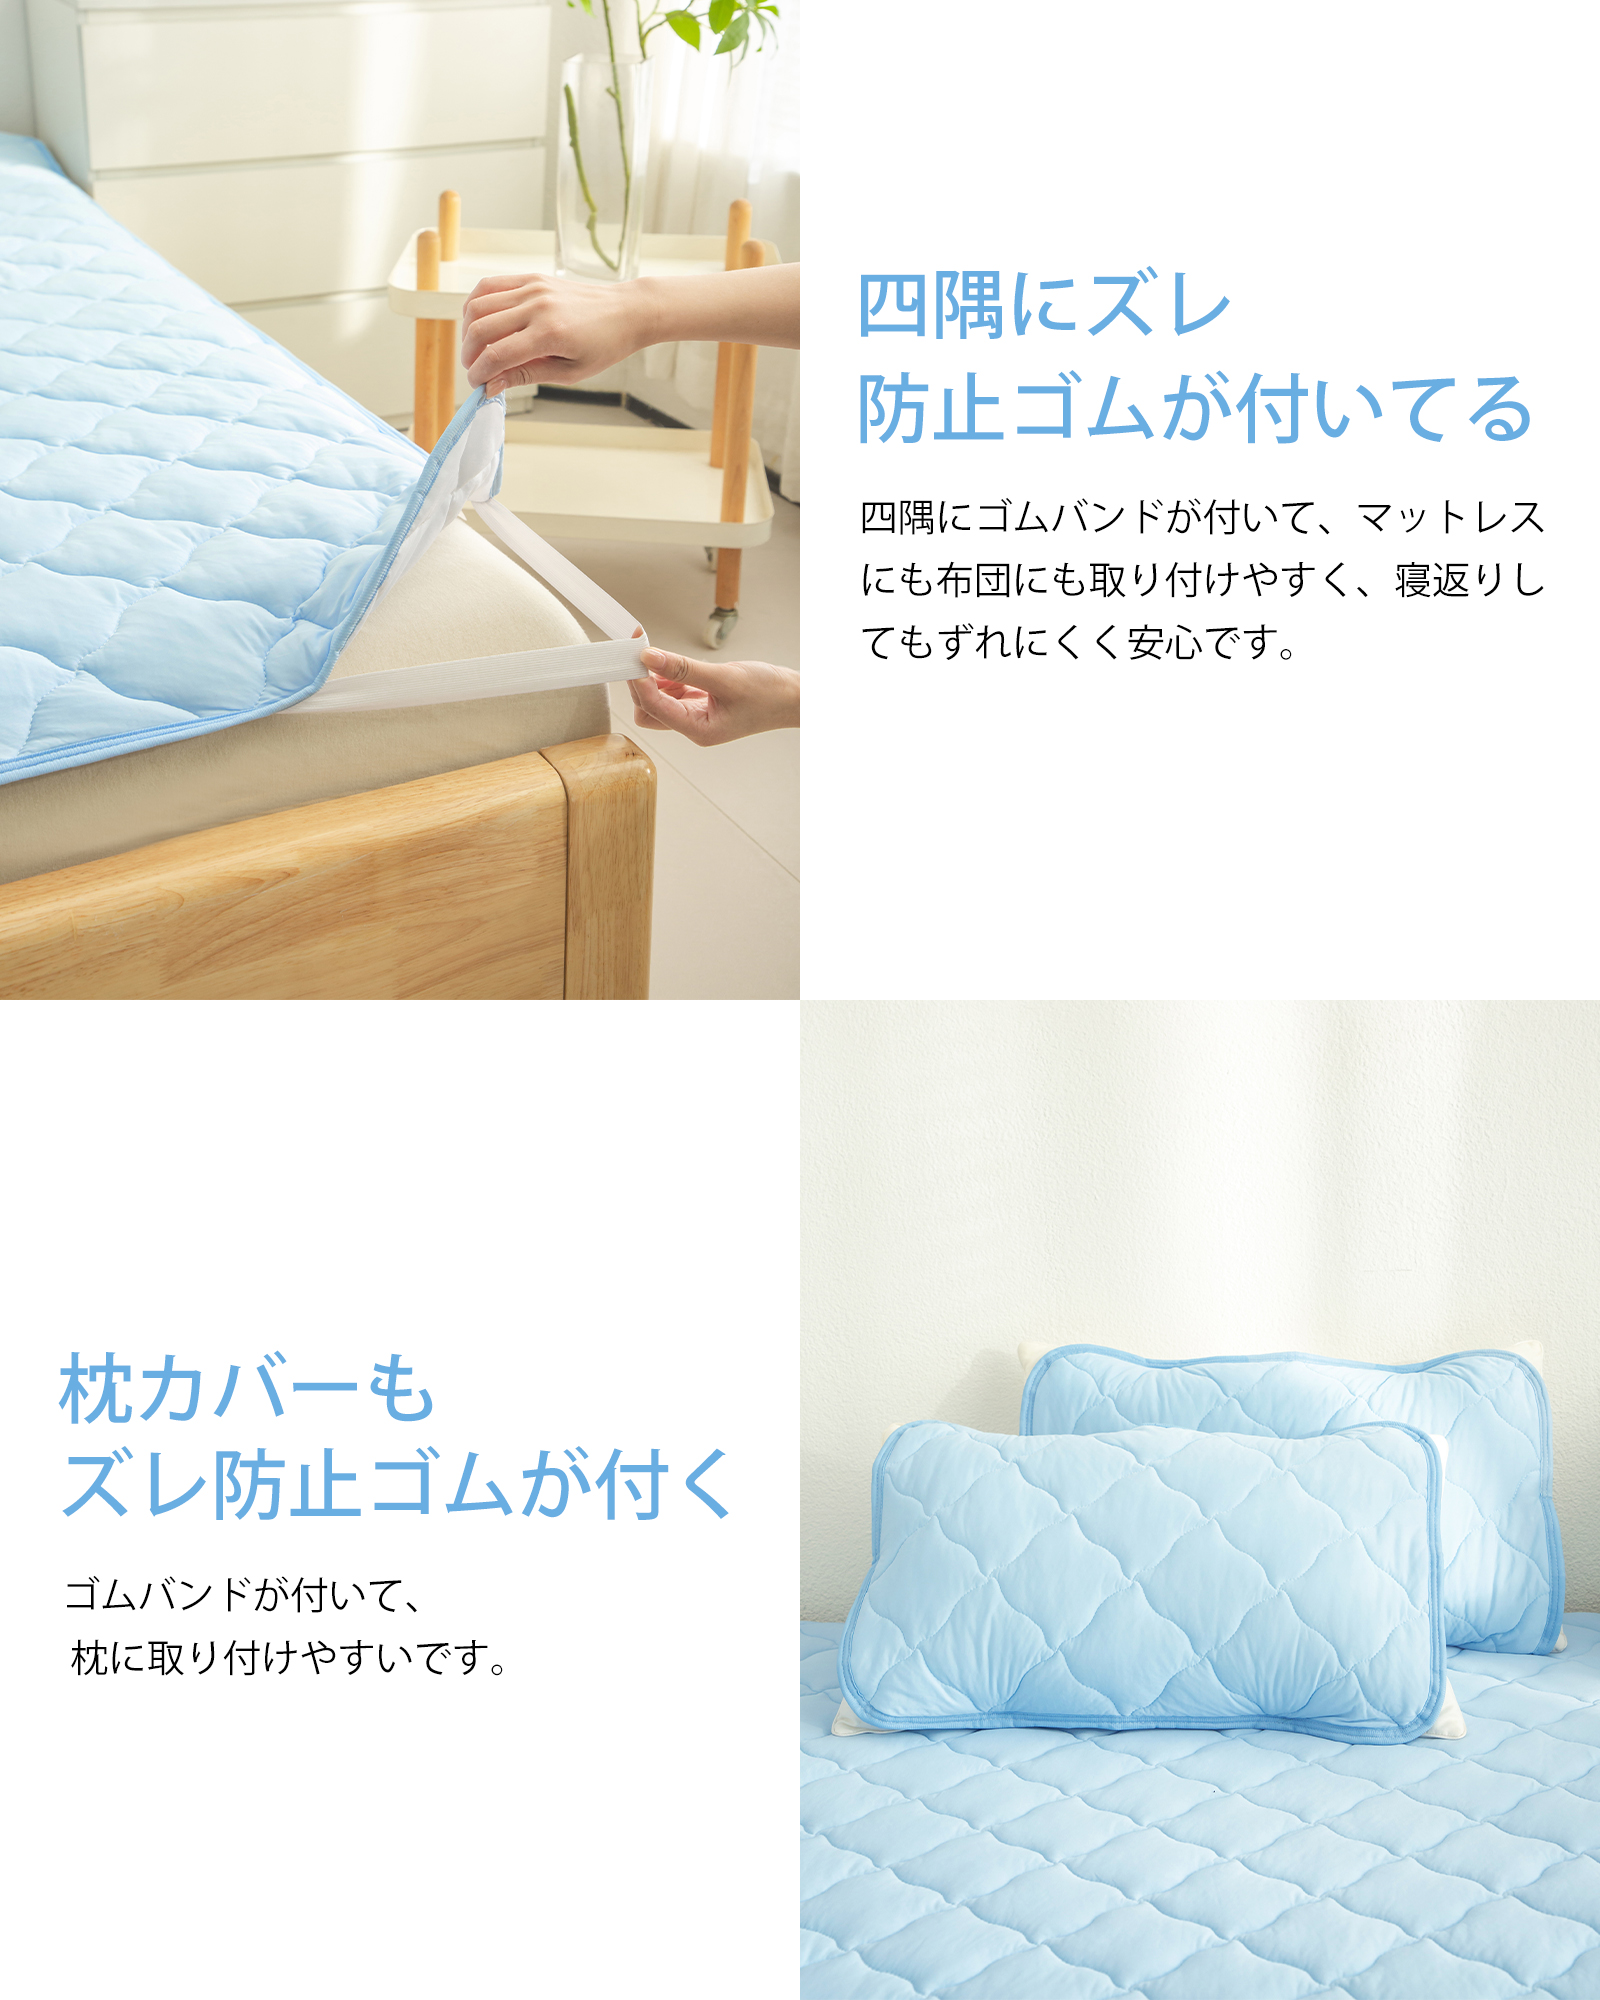 四隅にズレ
防止ゴムが付いてる
四隅にゴムバンドが付いて、マットレス
にも布団にも取り付けやすく、寝返りし
てもずれにくく安心です。
枕カバーも
ズレ防止ゴムが付く
ゴムバンドが付いて、
枕に取り付けやすいです。